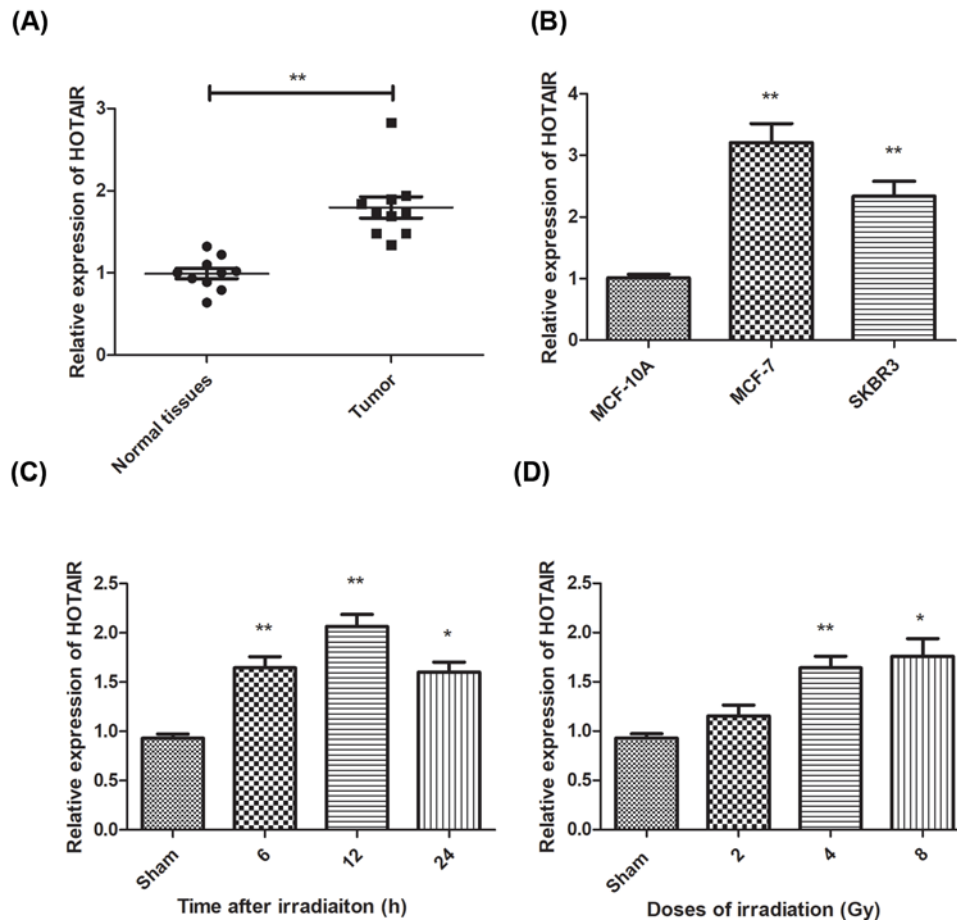 (A)
Relative expression of HOTAIR
3
2
1
0
**
Normal tissues
Tumor
(B)
Relative expression of HOTAIR
4
3
2
1
0
**
**
MCF-10A
MCF-7
SKBR3
(C)
Relative expression of HOTAIR
2.5
2.0
1.5
1.0
0.5
0.0
**
**
*
Sham
6
12
24
Time after irradiaiton (h)
(D)
Relative expression of HOTAIR
2.5
2.0
1.5
1.0
0.5
0.0
**
*
Sham
2
4
8
Doses of irradiation (Gy)